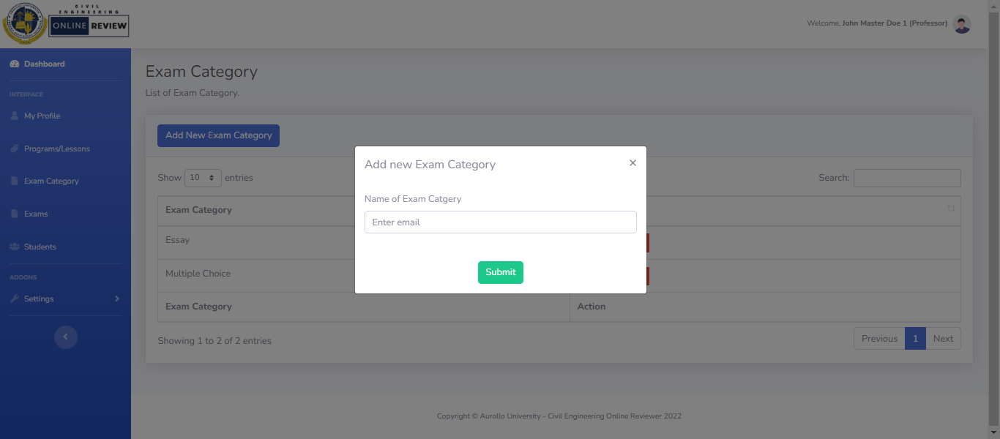 CIVIL
ENGINEERING
ONLINE REVIEW
Welcome, John Master Doe 1 (Professor)
Dashboard
INTERFACE
My Profile
Programs/Lessons
Exam Category
Exams
Students
ADDONS
Settings
Exam Category
List of Exam Category.
Add New Exam Category
Show 10 entries
Search:
Exam Category
Essay
Multiple Choice
Exam Category Action
Showing 1 to 2 of 2 entries
Previous 1 Next
Add new Exam Category ×
Name of Exam Catgery
Enter email
Submit
Copyright © Aurollo University - Civil Engineering Online Reviewer 2022